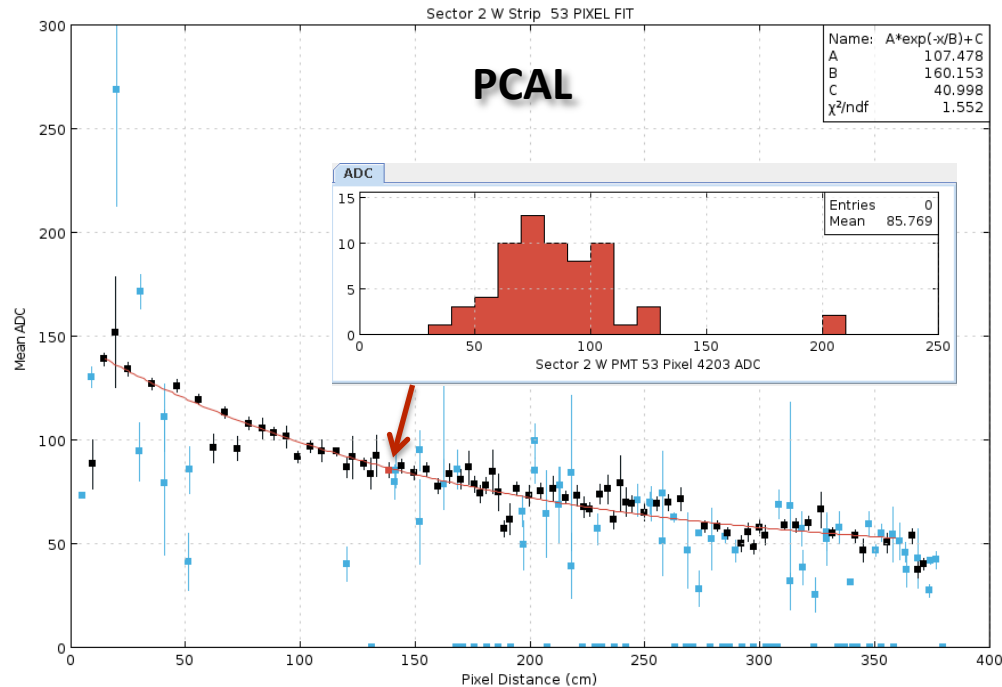 Sector 2 W Strip  53 PIXEL FIT
Name: A*exp(-x/B)+C
A 107.478
B 160.153
C 40.998
χ²/ndf 1.552
PCAL
300
250
200
150
100
50
0
Mean ADC
ADC
15
10
5
0
Entries 0
Mean 85.769
0 50 100 150 200 250
Sector 2 W PMT 53 Pixel 4203 ADC
0 50 100 150 200 250 300 350 400
Pixel Distance (cm)